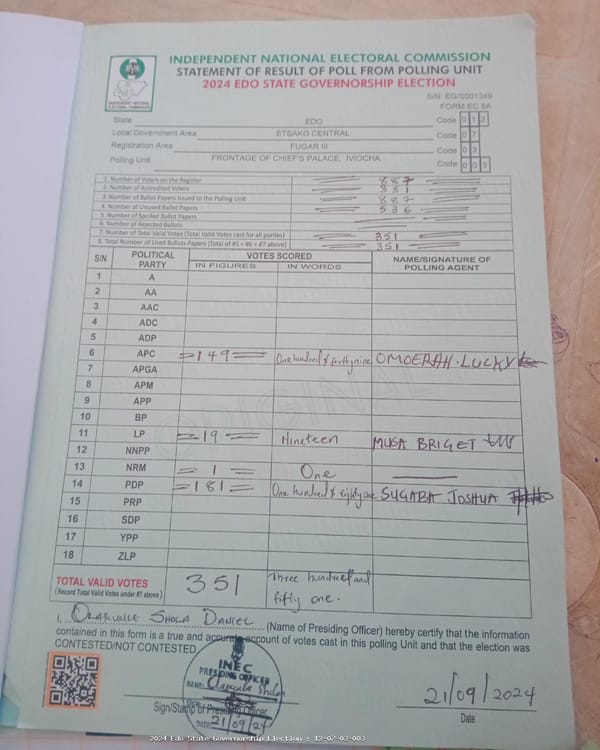 INDEPENDENT NATIONAL ELECTORAL COMMISSION
STATEMENT OF RESULT OF POLL FROM POLLING UNIT
2024 EDO STATE GOVERNORSHIP ELECTION
INDEPENDENT NATIONAL ELECTORAL COMMISSION
S/N: EG/0001349
FORM EC 8A
State EDO Code 0 1 2
Local Government Area ETSAKO CENTRAL Code 0 7
Registration Area FUGAR III Code 0 3
Polling Unit FRONTAGE OF CHIEF'S PALACE, IVIOCHA Code 0 0 3
1. Number of Voters on the Register 887
2. Number of Accredited Voters 351
3. Number of Ballot Papers Issued to the Polling Unit 887
4. Number of Unused Ballot Papers 536
5. Number of Spoiled Ballot Papers
6. Number of Rejected Ballots
7. Number of Total Valid Votes (Total Valid Votes cast for all parties) 351
8. Total Number of Used Ballots Papers (Total of #5 + #6 + #7 above) 351
S/N POLITICAL PARTY VOTES SCORED NAME/SIGNATURE OF POLLING AGENT
IN FIGURES IN WORDS
1 A
2 AA
3 AAC
4 ADC
5 ADP
6 APC =149= One hundred & forty nine OMOERAH. LUCKY
7 APGA
8 APM
9 APP
10 BP
11 LP =19= Nineteen MUSA BRIGET
12 NNPP
13 NRM =1= One
14 PDP =181= One hundred & eighty one SUGABA JOSHUA
15 PRP
16 SDP
17 YPP
18 ZLP
ORIGINAL
TOTAL VALID VOTES 351 Three hundred and
(Record Total Valid Votes under #7 above) fifty one.
I, Shola Daniel (Name of Presiding Officer) hereby certify that the information
contained in this form is a true and accurate account of votes cast in this polling Unit and that the election was
CONTESTED/NOT CONTESTED
INEC
PRESIDING OFFICER
NAME:
DATE: 21/09/24
Sign/Stamp of Presiding Officer
21/09/2024
Date
2024 Edo State Governorship Election : 12-07-03-003